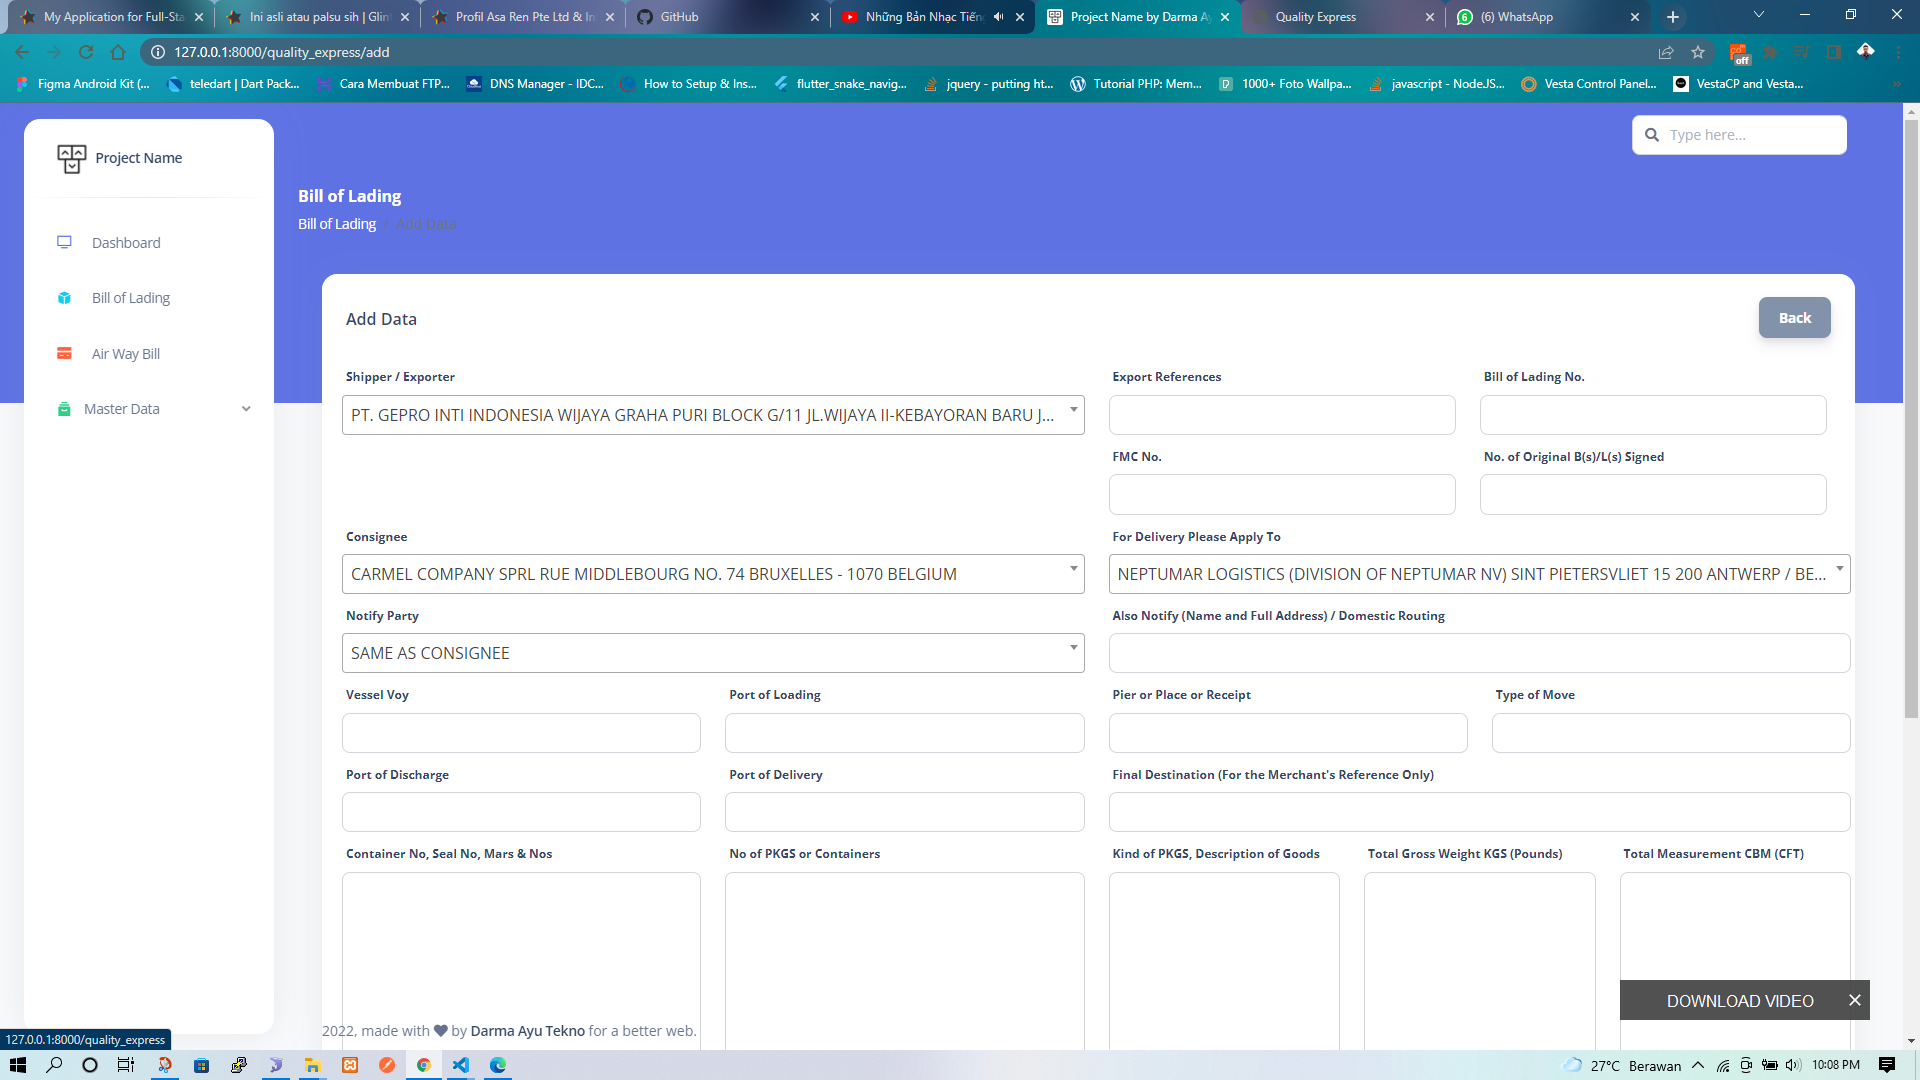 My Application for Full-Sta
Ini asli atau palsu sih | Glin
Profil Asa Ren Pte Ltd & In
GitHub
Những Bản Nhạc Tiếng
Project Name by Darma Ay
Quality Express
(6) WhatsApp
127.0.0.1:8000/quality_express/add
off
Figma Android Kit (...
teledart | Dart Pack...
Cara Membuat FTP...
DNS Manager - IDC...
How to Setup & Ins...
flutter_snake_navig...
jquery - putting ht...
Tutorial PHP: Mem...
1000+ Foto Wallpa...
javascript - NodeJS...
Vesta Control Panel...
VestaCP and Vesta...
Project Name
Type here...
Bill of Lading
Bill of Lading / Add Data
Dashboard
Bill of Lading
Air Way Bill
Master Data
Add Data
Back
Shipper / Exporter
Export References
Bill of Lading No.
PT. GEPRO INTI INDONESIA WIJAYA GRAHA PURI BLOCK G/11 JL.WIJAYA II-KEBAYORAN BARU J...
FMC No.
No. of Original B(s)/L(s) Signed
Consignee
For Delivery Please Apply To
CARMEL COMPANY SPRL RUE MIDDLEBOURG NO. 74 BRUXELLES - 1070 BELGIUM
NEPTUMAR LOGISTICS (DIVISION OF NEPTUMAR NV) SINT PIETERSVLIET 15 200 ANTWERP / BE...
Notify Party
Also Notify (Name and Full Address) / Domestic Routing
SAME AS CONSIGNEE
Vessel Voy
Port of Loading
Pier or Place or Receipt
Type of Move
Port of Discharge
Port of Delivery
Final Destination (For the Merchant's Reference Only)
Container No, Seal No, Mars & Nos
No of PKGS or Containers
Kind of PKGS, Description of Goods
Total Gross Weight KGS (Pounds)
Total Measurement CBM (CFT)
DOWNLOAD VIDEO
2022, made with ♥ by Darma Ayu Tekno for a better web.
127.0.0.1:8000/quality_express
27°C Berawan
10:08 PM